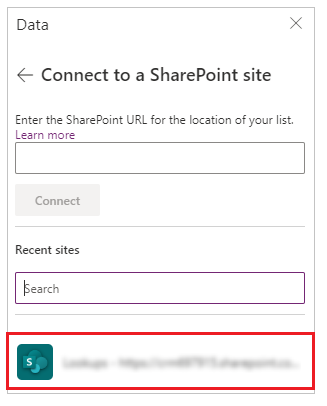 Data
Connect to a SharePoint site
Enter the SharePoint URL for the location of your list.
Learn more
Connect
Recent sites
Search
S